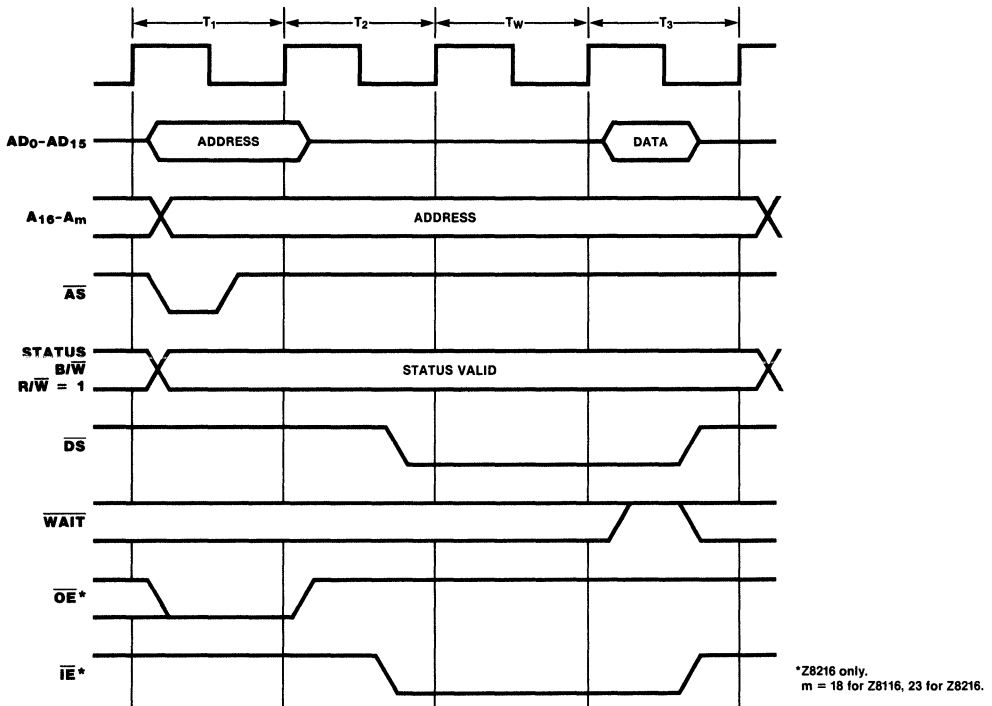 T1 T2 TW T3
AD0-AD15 ADDRESS DATA
A16-Am ADDRESS
AS
STATUS
B/W STATUS VALID
R/W = 1
DS
WAIT
OE*
IE*
*Z8216 only.
m = 18 for Z8116, 23 for Z8216.